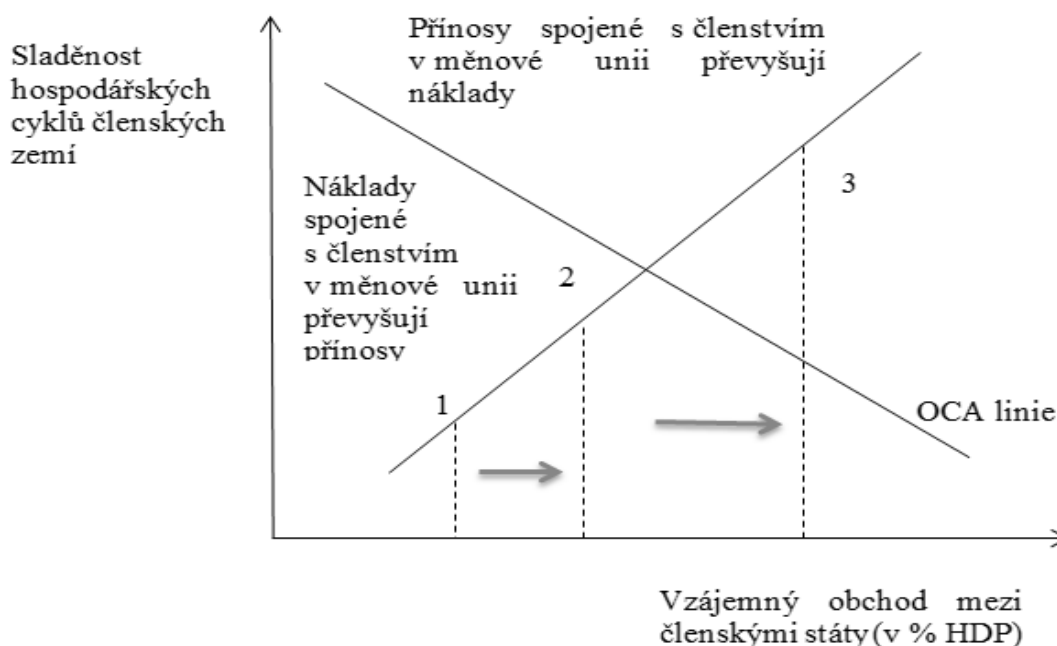 Sladěnost
hospodářských
cyklů členských
zemí
Přínosy spojené s členstvím
v měnové unii převyšují
náklady
Náklady
spojené
s členstvím
v měnové unii
převyšují
přínosy
1
2
3
OCA linie
Vzájemný obchod mezi
členskými státy (v % HDP)